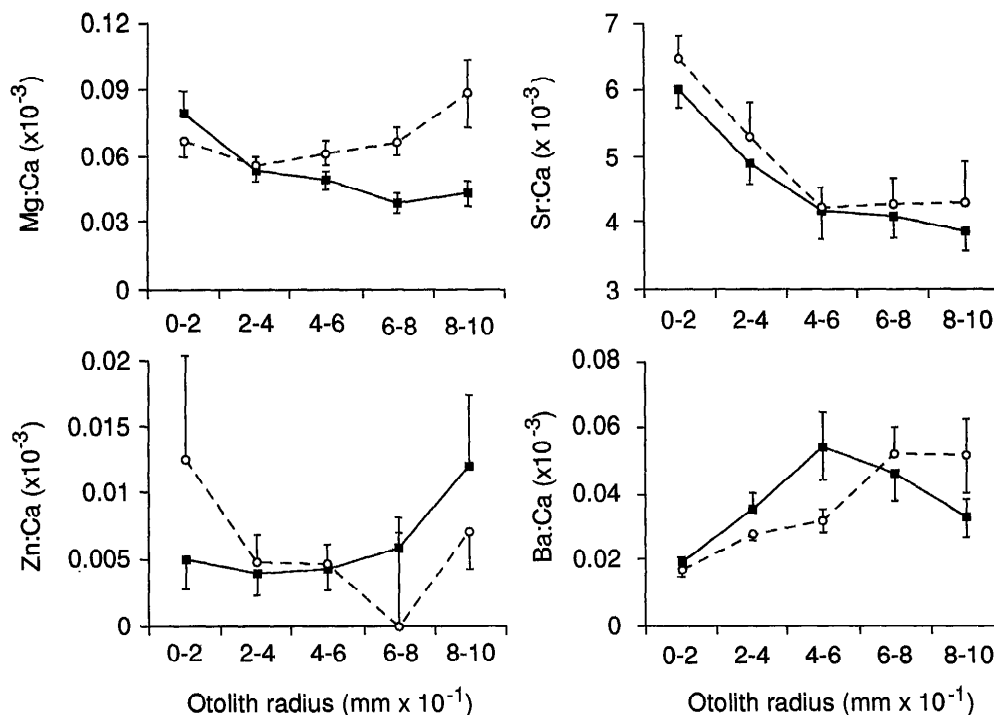 Mg:Ca (x10⁻³)
0.12
0.09
0.06
0.03
0
0-2 2-4 4-6 6-8 8-10
Sr:Ca (x 10⁻³)
7
6
5
4
3
0-2 2-4 4-6 6-8 8-10
Zn:Ca (x10⁻³)
0.02
0.015
0.01
0.005
0
0-2 2-4 4-6 6-8 8-10
Otolith radius (mm x 10⁻¹)
Ba:Ca (x10⁻³)
0.08
0.06
0.04
0.02
0
0-2 2-4 4-6 6-8 8-10
Otolith radius (mm x 10⁻¹)